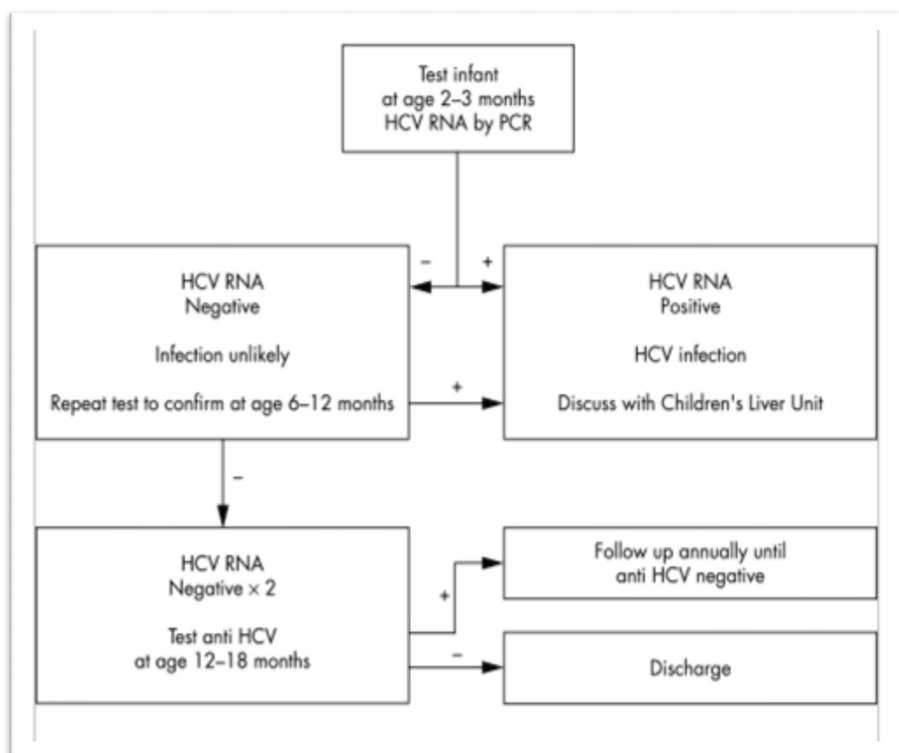 Test infant
at age 2–3 months
HCV RNA by PCR
–
+
HCV RNA
Negative
Infection unlikely
Repeat test to confirm at age 6–12 months
HCV RNA
Positive
HCV infection
Discuss with Children's Liver Unit
+
–
HCV RNA
Negative × 2
Test anti HCV
at age 12–18 months
+
–
Follow up annually until
anti HCV negative
Discharge